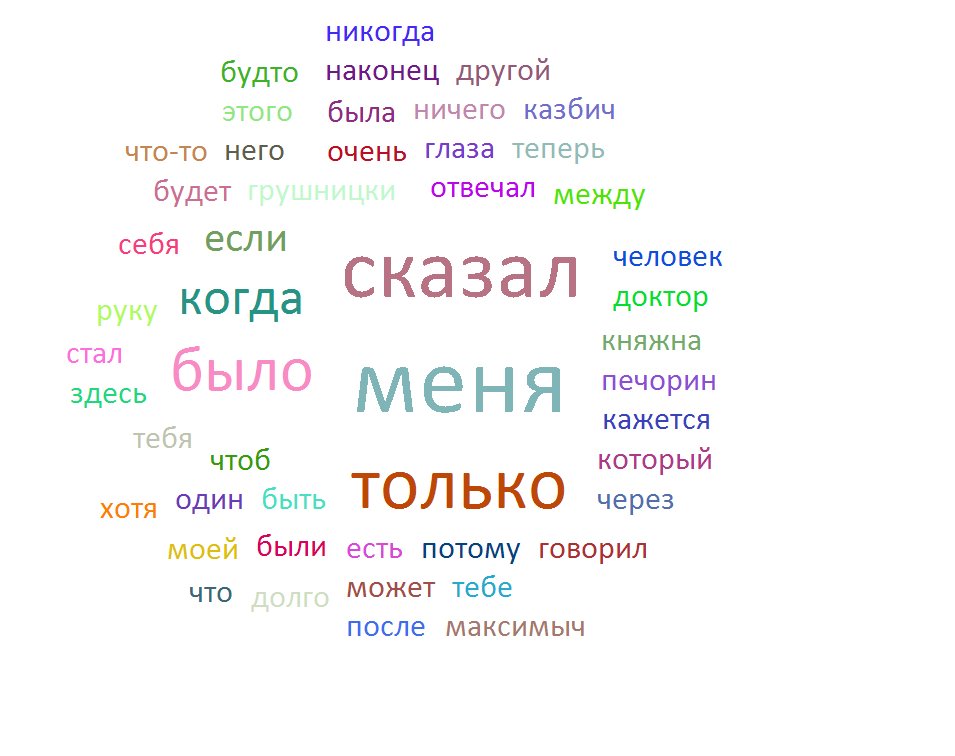 никогда
будто наконец другой
этого была ничего казбич
что-то него очень глаза теперь
будет грушницки отвечал между
себя если сказал человек
руку когда доктор
стал было меня княжна
здесь печорин
тебя кажется
чтоб только который
хотя один быть через
моей были есть потому говорил
что долго может тебе
после максимыч